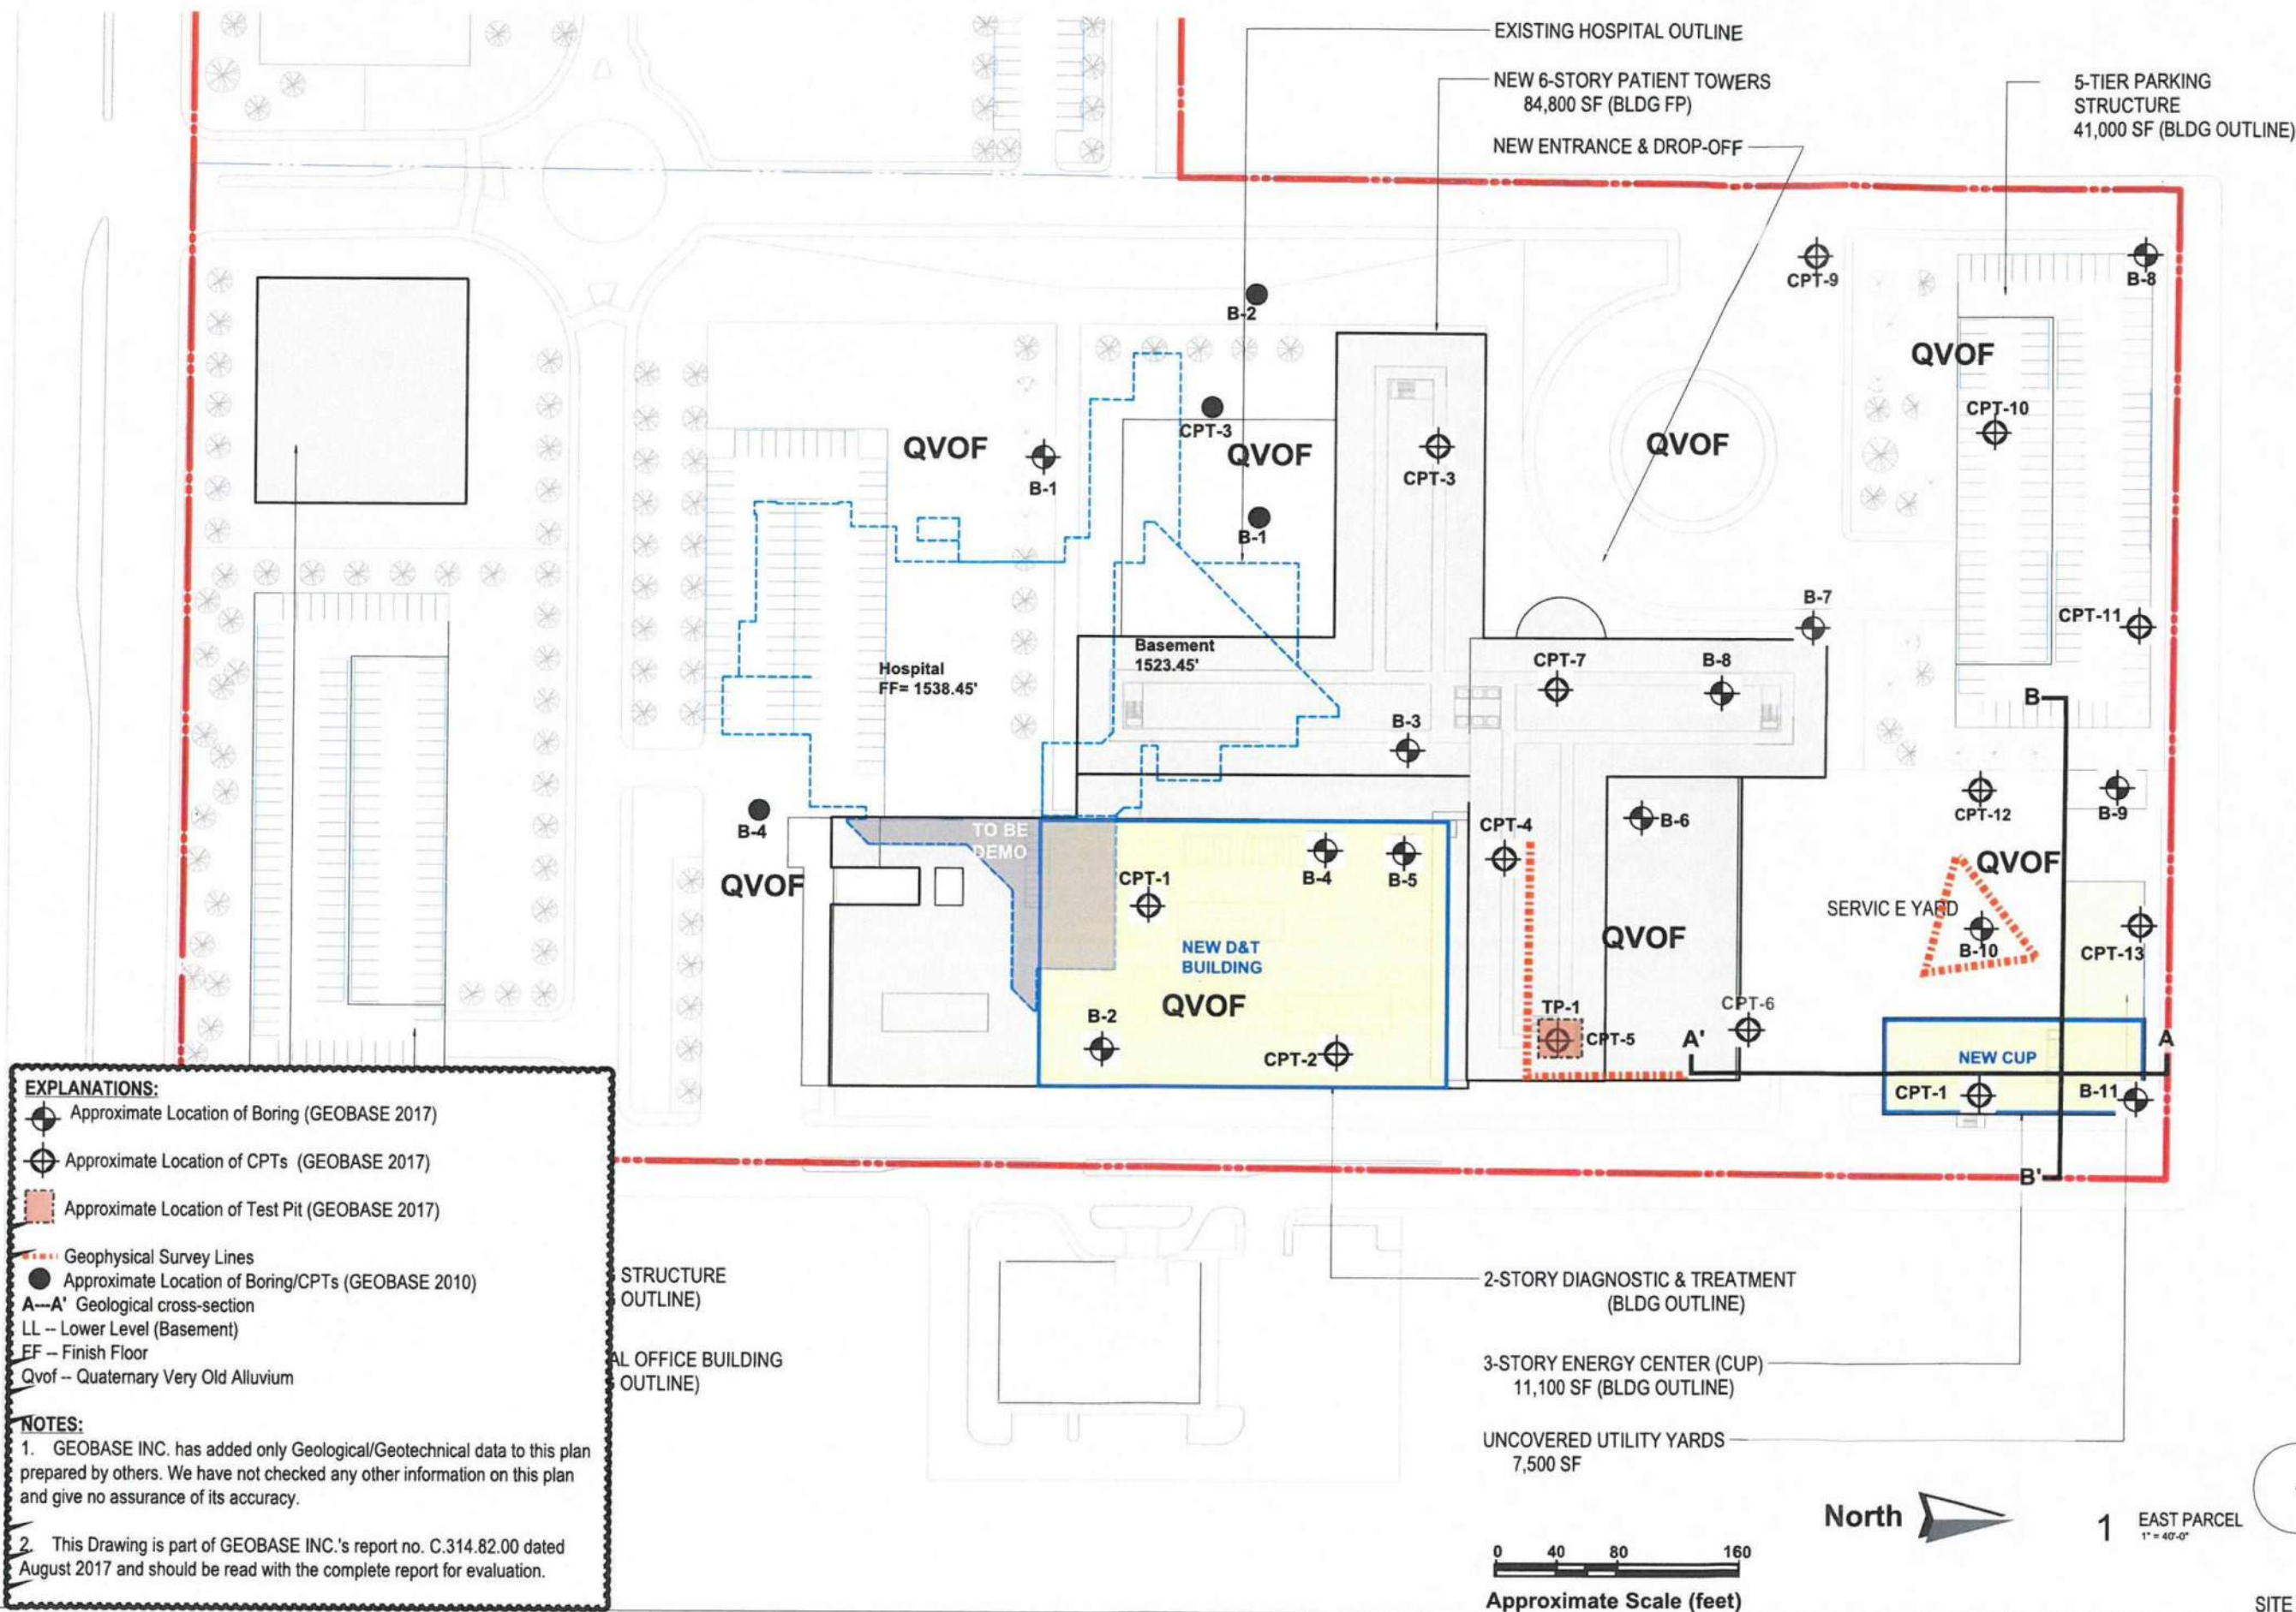 EXISTING HOSPITAL OUTLINE
NEW 6-STORY PATIENT TOWERS
84,800 SF (BLDG FP)
NEW ENTRANCE & DROP-OFF
5-TIER PARKING
STRUCTURE
41,000 SF (BLDG OUTLINE)
CPT-9
B-8
B-2
QVOF
CPT-10
CPT-3
QVOF
B-1
QVOF
CPT-3
QVOF
B-1
B-7
CPT-11
Basement
1523.45'
Hospital
FF= 1538.45'
CPT-7
B-8
B
B-3
CPT-12
B-9
B-4
TO BE
DEMO
QVOF
CPT-1
B-4
B-5
CPT-4
B-6
QVOF
SERVIC E YARD
B-10
CPT-13
NEW D&T
BUILDING
QVOF
QVOF
B-2
CPT-2
TP-1
CPT-5
CPT-6
A'
A
NEW CUP
CPT-1
B-11
B'
EXPLANATIONS:
Approximate Location of Boring (GEOBASE 2017)
Approximate Location of CPTs (GEOBASE 2017)
Approximate Location of Test Pit (GEOBASE 2017)
Geophysical Survey Lines
Approximate Location of Boring/CPTs (GEOBASE 2010)
A---A' Geological cross-section
LL -- Lower Level (Basement)
FF -- Finish Floor
Qvof -- Quaternary Very Old Alluvium
NOTES:
1. GEOBASE INC. has added only Geological/Geotechnical data to this plan
prepared by others. We have not checked any other information on this plan
and give no assurance of its accuracy.
2. This Drawing is part of GEOBASE INC.'s report no. C.314.82.00 dated
August 2017 and should be read with the complete report for evaluation.
STRUCTURE
OUTLINE)
AL OFFICE BUILDING
OUTLINE)
2-STORY DIAGNOSTIC & TREATMENT
(BLDG OUTLINE)
3-STORY ENERGY CENTER (CUP)
11,100 SF (BLDG OUTLINE)
UNCOVERED UTILITY YARDS
7,500 SF
North
1 EAST PARCEL
1" = 40'-0"
0 40 80 160
Approximate Scale (feet)
SITE